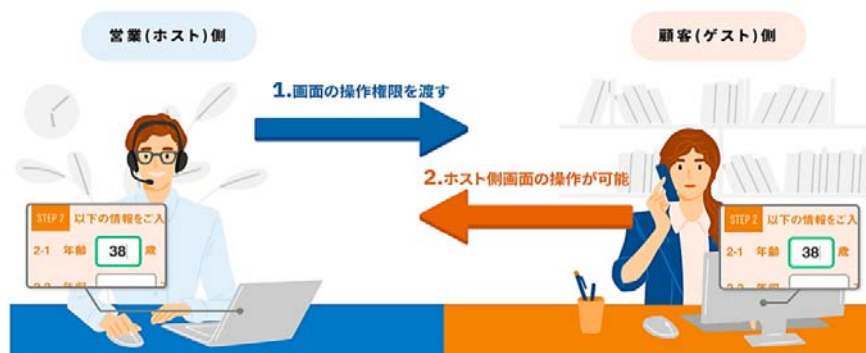 営業(ホスト)側
顧客(ゲスト)側
1.画面の操作権限を渡す
2.ホスト側画面の操作が可能
STEP 2 以下の情報をご入
2-1 年齢 38 歳
STEP 2 以下の情報をご入
2-1 年齢 38 歳